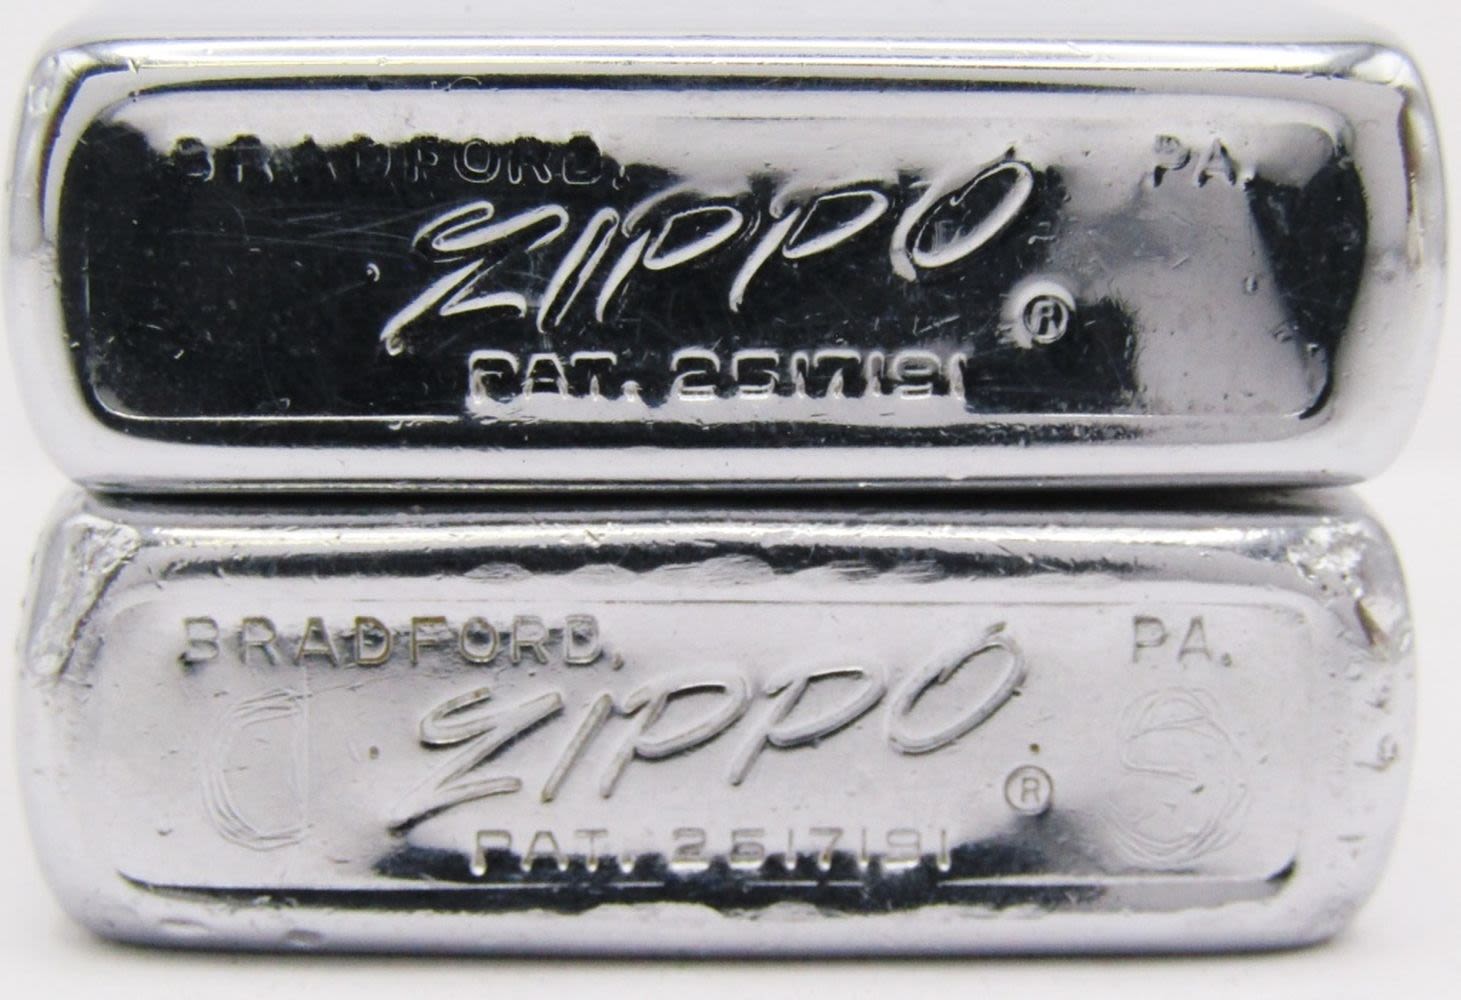 BRADFORD, PA.
ZIPPO ®
PAT. 2517191
BRADFORD, PA.
ZIPPO ®
PAT. 2517191